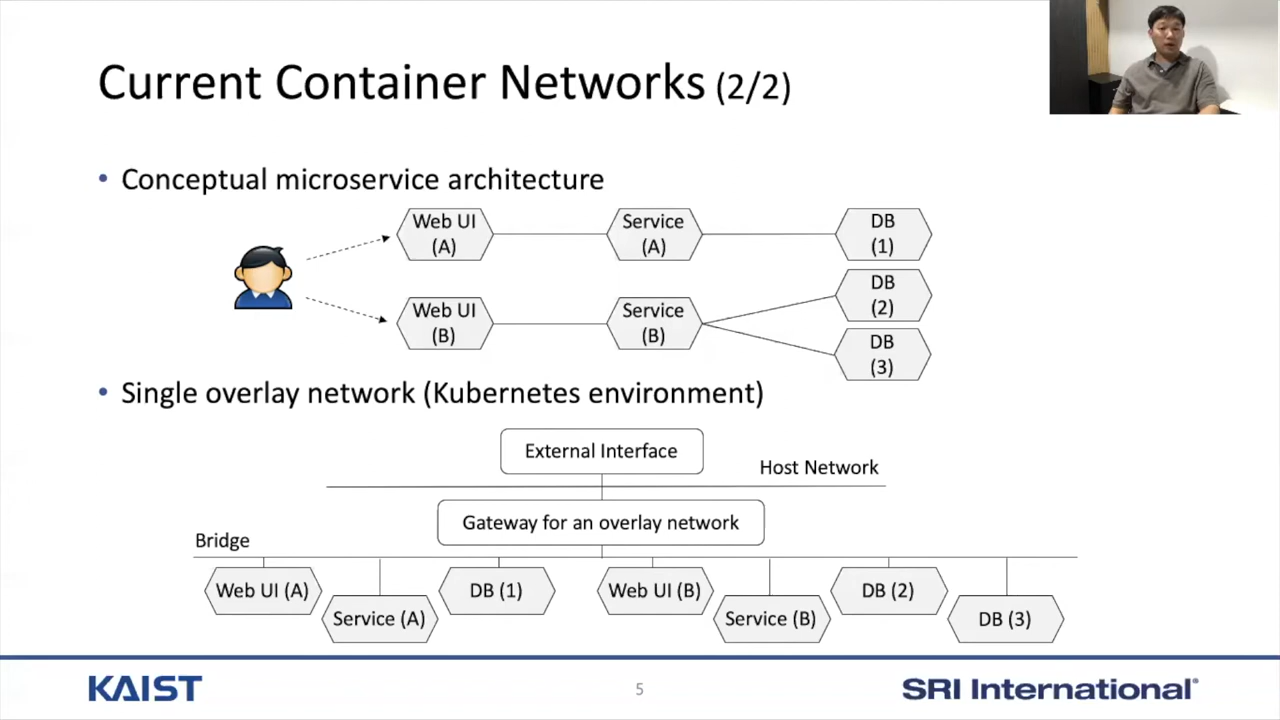 Current Container Networks (2/2)
• Conceptual microservice architecture
Web UI
(A)
Service
(A)
DB
(1)
Web UI
(B)
Service
(B)
DB
(2)
DB
(3)
• Single overlay network (Kubernetes environment)
External Interface
Host Network
Gateway for an overlay network
Bridge
Web UI (A)
Service (A)
DB (1)
Web UI (B)
Service (B)
DB (2)
DB (3)
KAIST
5
SRI International®